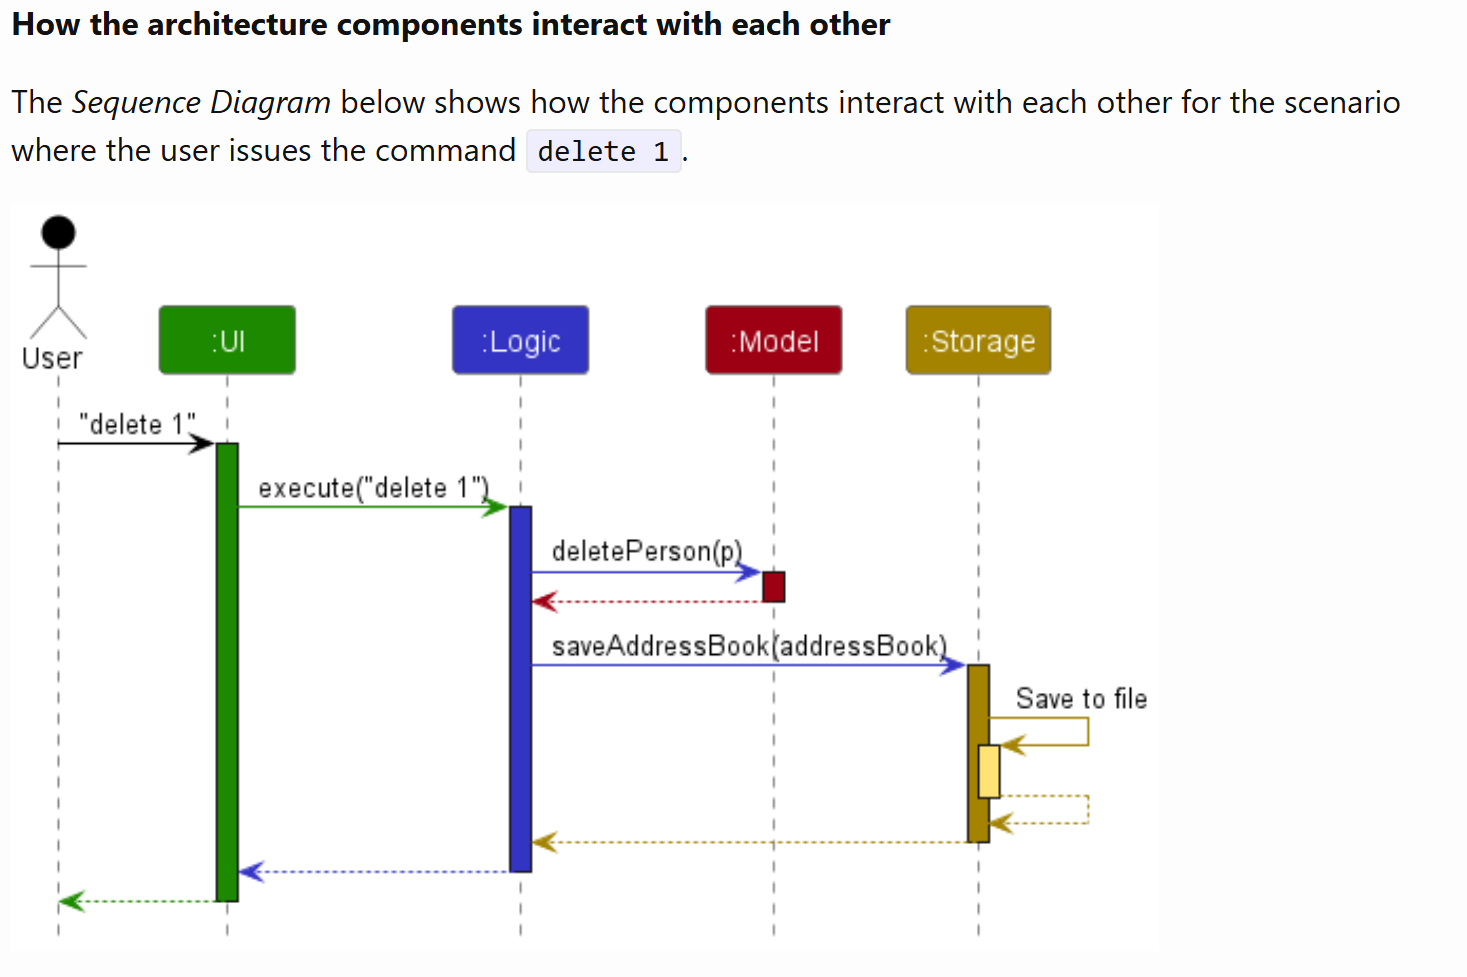 How the architecture components interact with each other
The Sequence Diagram below shows how the components interact with each other for the scenario
where the user issues the command delete 1.
User
:UI
:Logic
:Model
:Storage
"delete 1"
execute("delete 1")
deletePerson(p)
saveAddressBook(addressBook)
Save to file